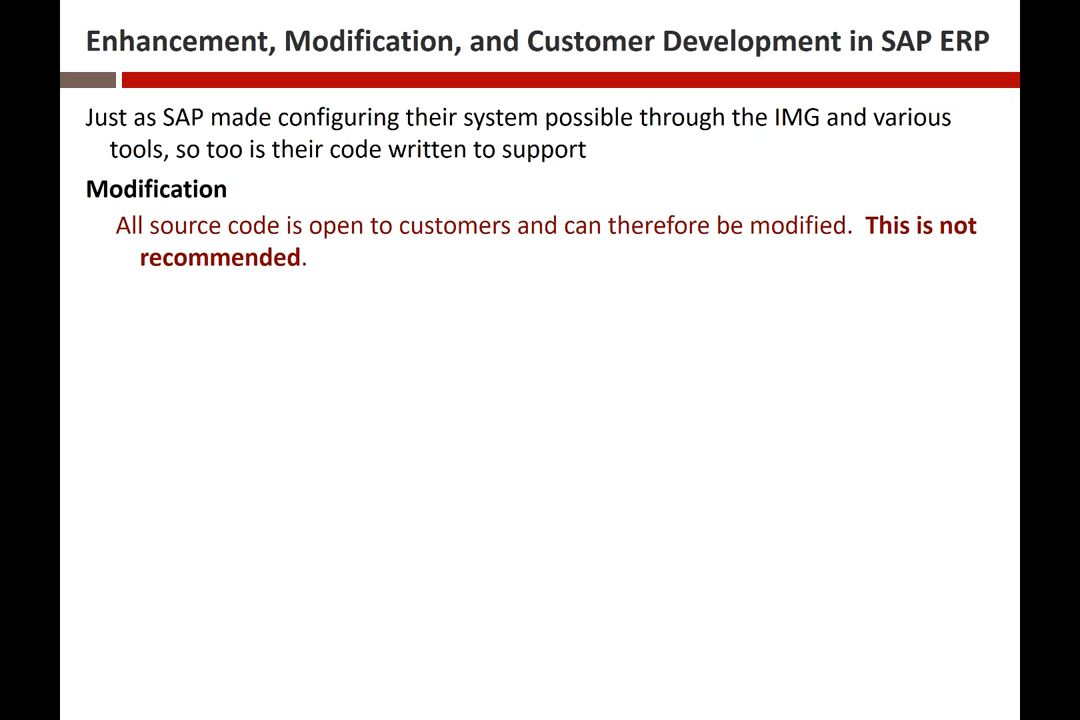 Enhancement, Modification, and Customer Development in SAP ERP
Just as SAP made configuring their system possible through the IMG and various
tools, so too is their code written to support
Modification
All source code is open to customers and can therefore be modified. This is not
recommended.